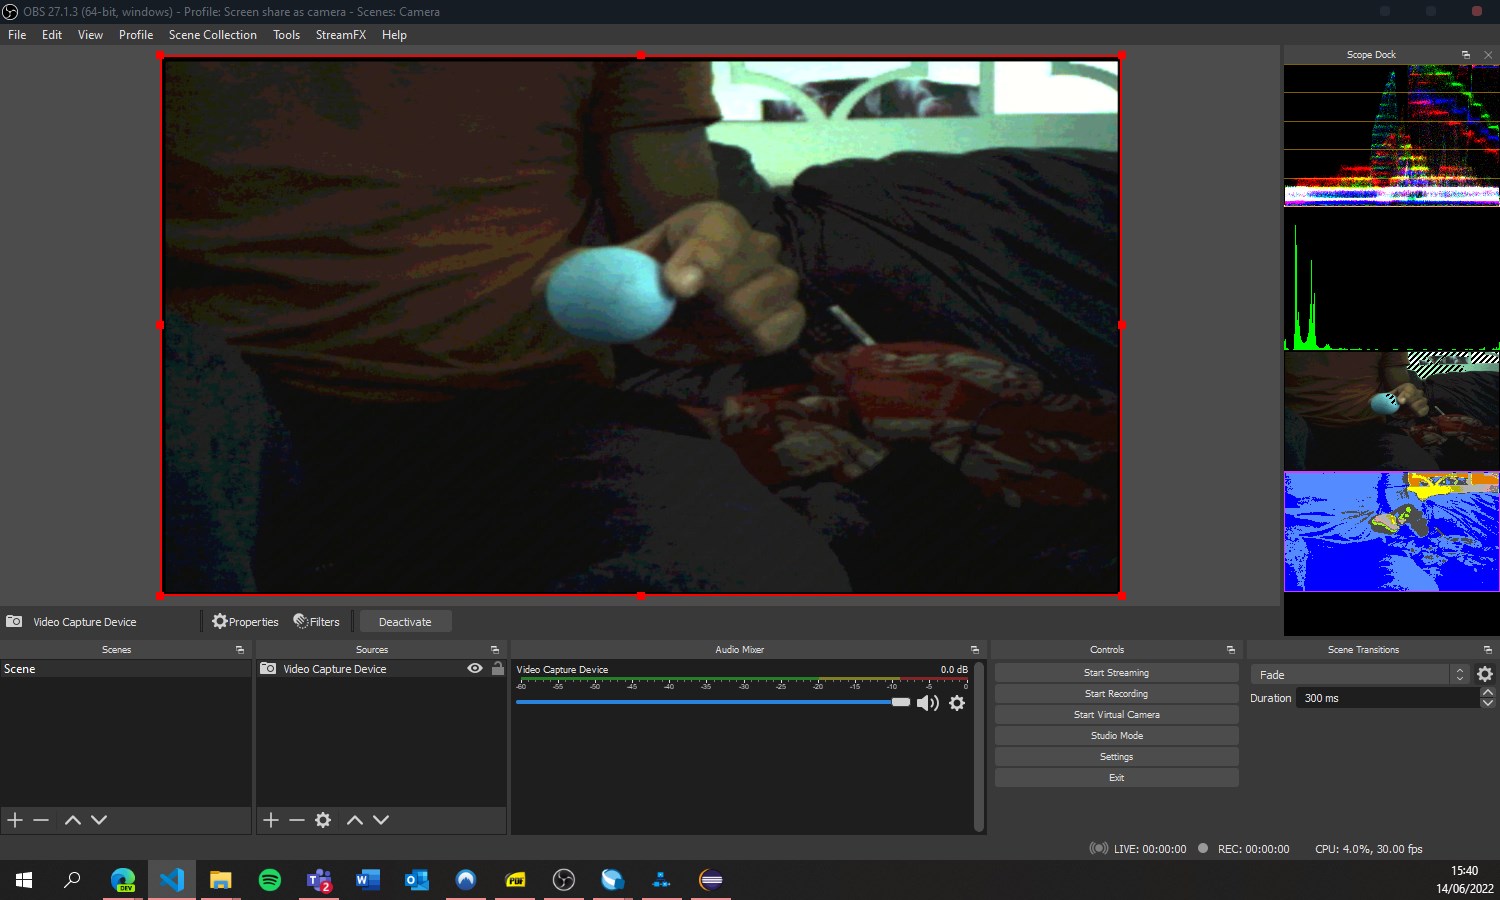 OBS 27.1.3 (64-bit, windows) - Profile: Screen share as camera - Scenes: Camera
File Edit View Profile Scene Collection Tools StreamFX Help
Scope Dock
Video Capture Device Properties Filters Deactivate
Scenes
Scene
Sources
Video Capture Device
Audio Mixer
Video Capture Device 0.0 dB
-60 -55 -50 -45 -40 -35 -30 -25 -20 -15 -10 -5 0
Controls
Start Streaming
Start Recording
Start Virtual Camera
Studio Mode
Settings
Exit
Scene Transitions
Fade
Duration 300 ms
LIVE: 00:00:00 REC: 00:00:00 CPU: 4.0%, 30.00 fps
DEV
2
PDF
15:40
14/06/2022